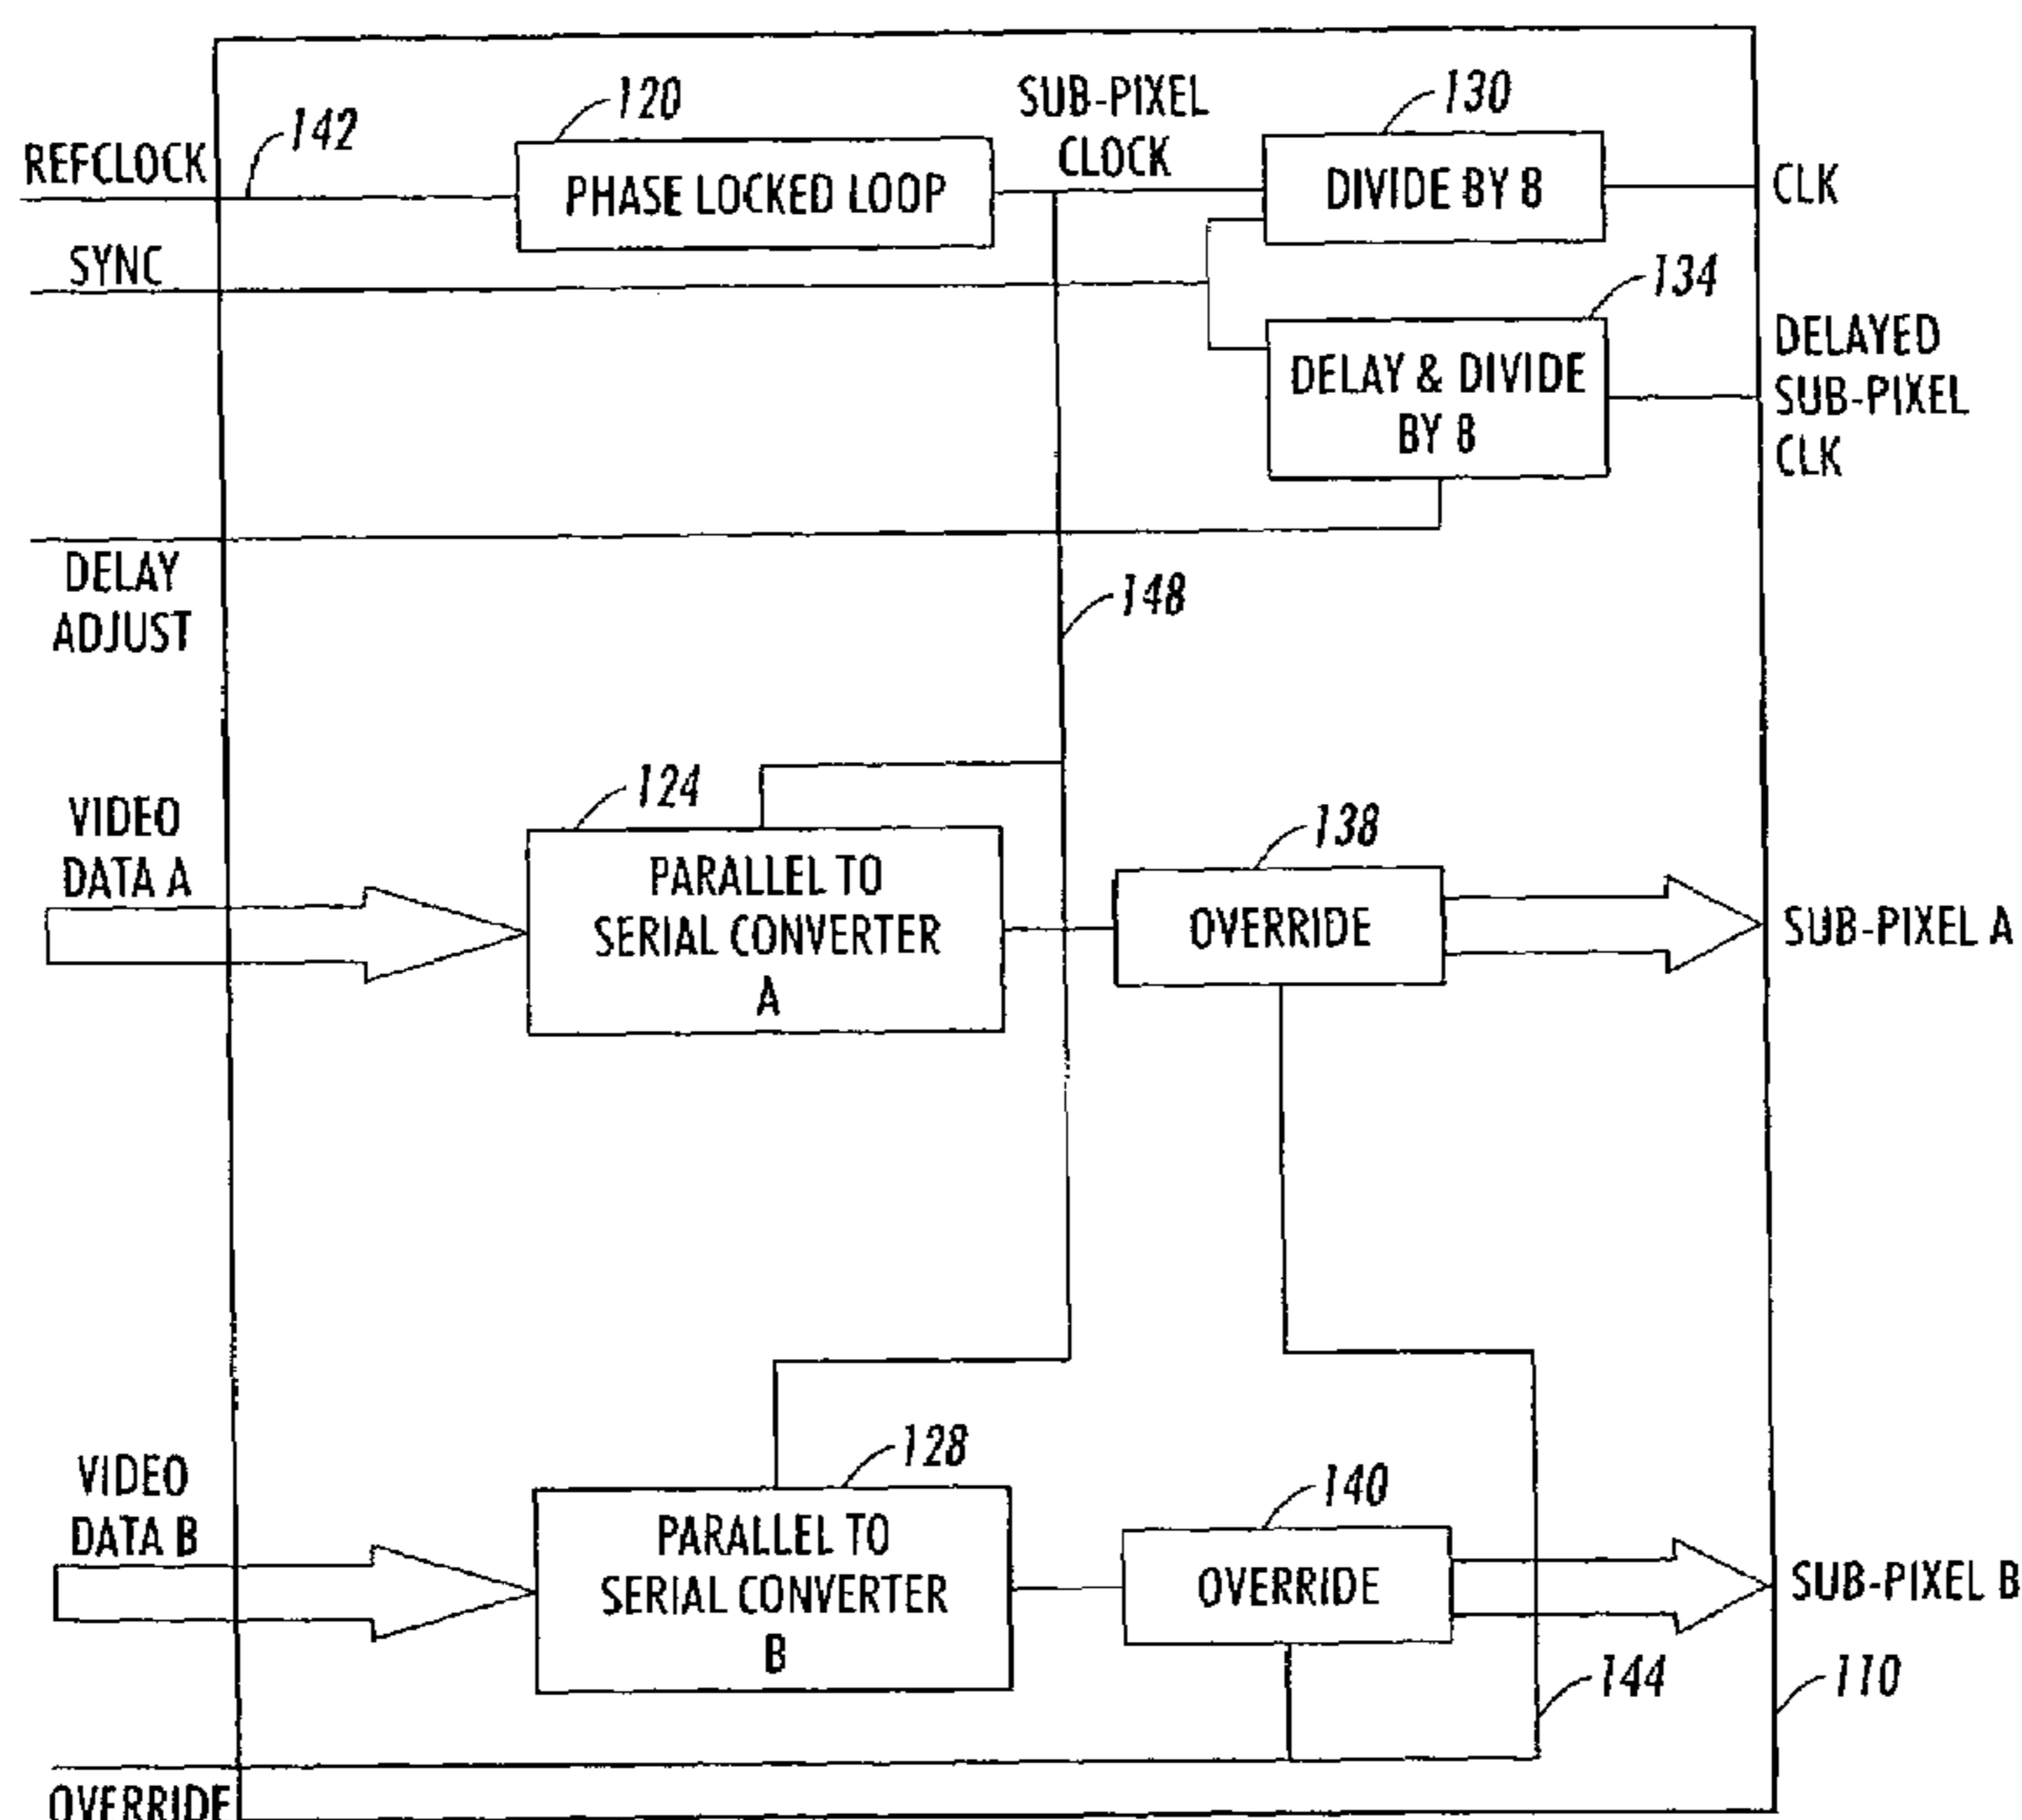 REFCLOCK
142
120
PHASE LOCKED LOOP
SUB-PIXEL
CLOCK
130
DIVIDE BY 8
CLK
SYNC
134
DELAY & DIVIDE
BY 8
DELAYED
SUB-PIXEL
CLK
DELAY
ADJUST
148
VIDEO
DATA A
124
PARALLEL TO
SERIAL CONVERTER
A
138
OVERRIDE
SUB-PIXEL A
VIDEO
DATA B
128
PARALLEL TO
SERIAL CONVERTER
B
140
OVERRIDE
SUB-PIXEL B
144
110
OVERRIDE